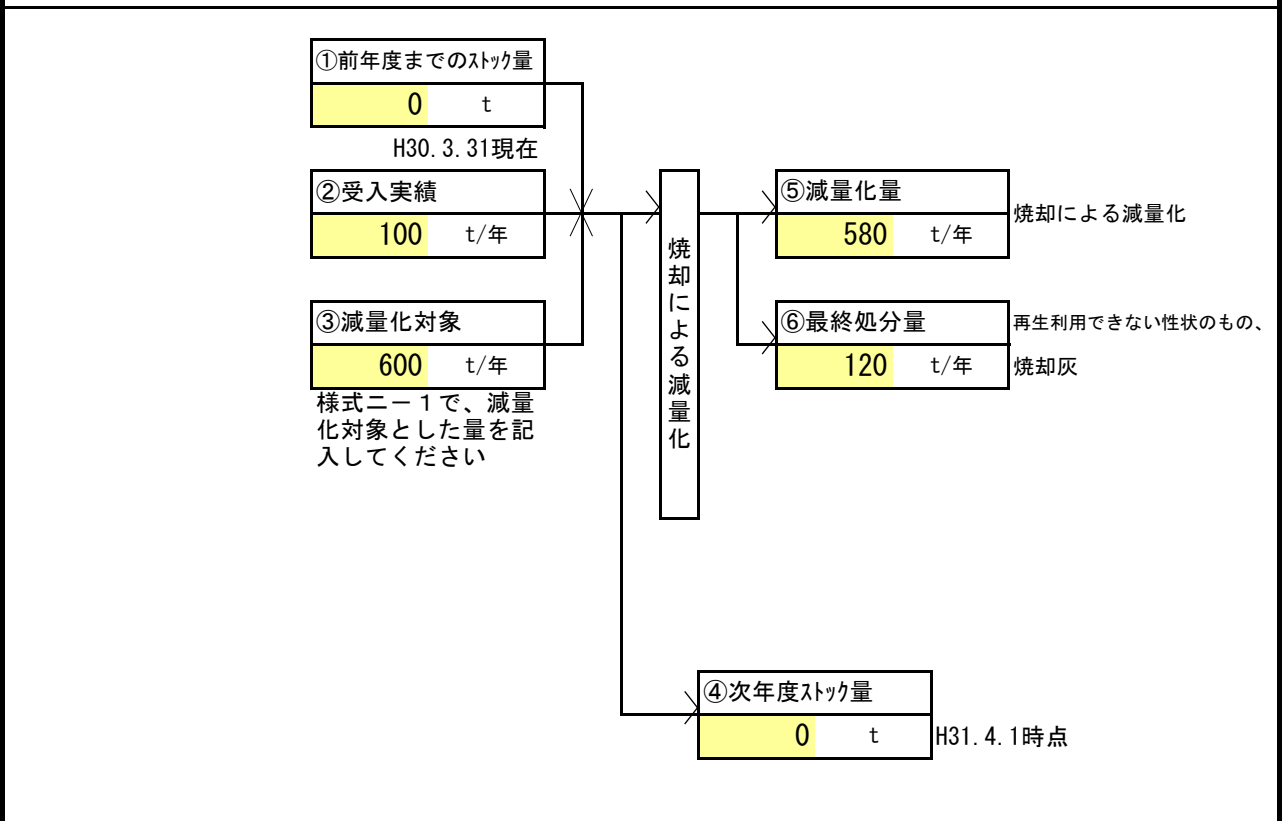 ①前年度までのｽﾄｯｸ量
0 t
H30.3.31現在
②受入実績
100 t/年
③減量化対象
600 t/年
様式ニー１で、減量
化対象とした量を記
入してください
焼却による減量化
⑤減量化量
580 t/年
焼却による減量化
⑥最終処分量
120 t/年
再生利用できない性状のもの、
焼却灰
④次年度ｽﾄｯｸ量
0 t
H31.4.1時点